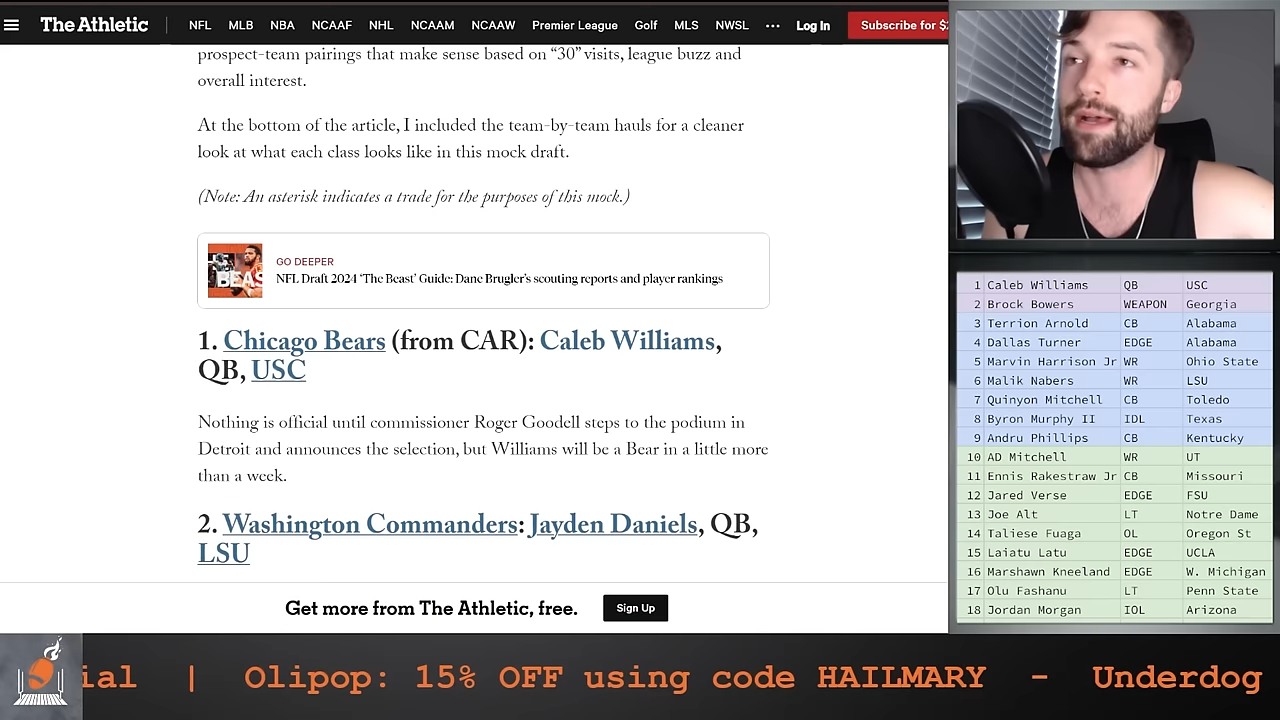 The Athletic NFL MLB NBA NCAAF NHL NCAAM NCAAW Premier League Golf MLS NWSL ••• Log In Subscribe for $
prospect-team pairings that make sense based on “30” visits, league buzz and
overall interest.
At the bottom of the article, I included the team-by-team hauls for a cleaner
look at what each class looks like in this mock draft.
(Note: An asterisk indicates a trade for the purposes of this mock.)
BEAS
GO DEEPER
NFL Draft 2024 ‘The Beast’ Guide: Dane Brugler’s scouting reports and player rankings
1. Chicago Bears (from CAR): Caleb Williams,
QB, USC
Nothing is official until commissioner Roger Goodell steps to the podium in
Detroit and announces the selection, but Williams will be a Bear in a little more
than a week.
2. Washington Commanders: Jayden Daniels, QB,
LSU
Get more from The Athletic, free. Sign Up
1 Caleb Williams QB USC
2 Brock Bowers WEAPON Georgia
3 Terrion Arnold CB Alabama
4 Dallas Turner EDGE Alabama
5 Marvin Harrison Jr WR Ohio State
6 Malik Nabers WR LSU
7 Quinyon Mitchell CB Toledo
8 Byron Murphy II IDL Texas
9 Andru Phillips CB Kentucky
10 AD Mitchell WR UT
11 Ennis Rakestraw Jr CB Missouri
12 Jared Verse EDGE FSU
13 Joe Alt LT Notre Dame
14 Taliese Fuaga OL Oregon St
15 Laiatu Latu EDGE UCLA
16 Marshawn Kneeland EDGE W. Michigan
17 Olu Fashanu LT Penn State
18 Jordan Morgan IOL Arizona
ial | Olipop: 15% OFF using code HAILMARY - Underdog